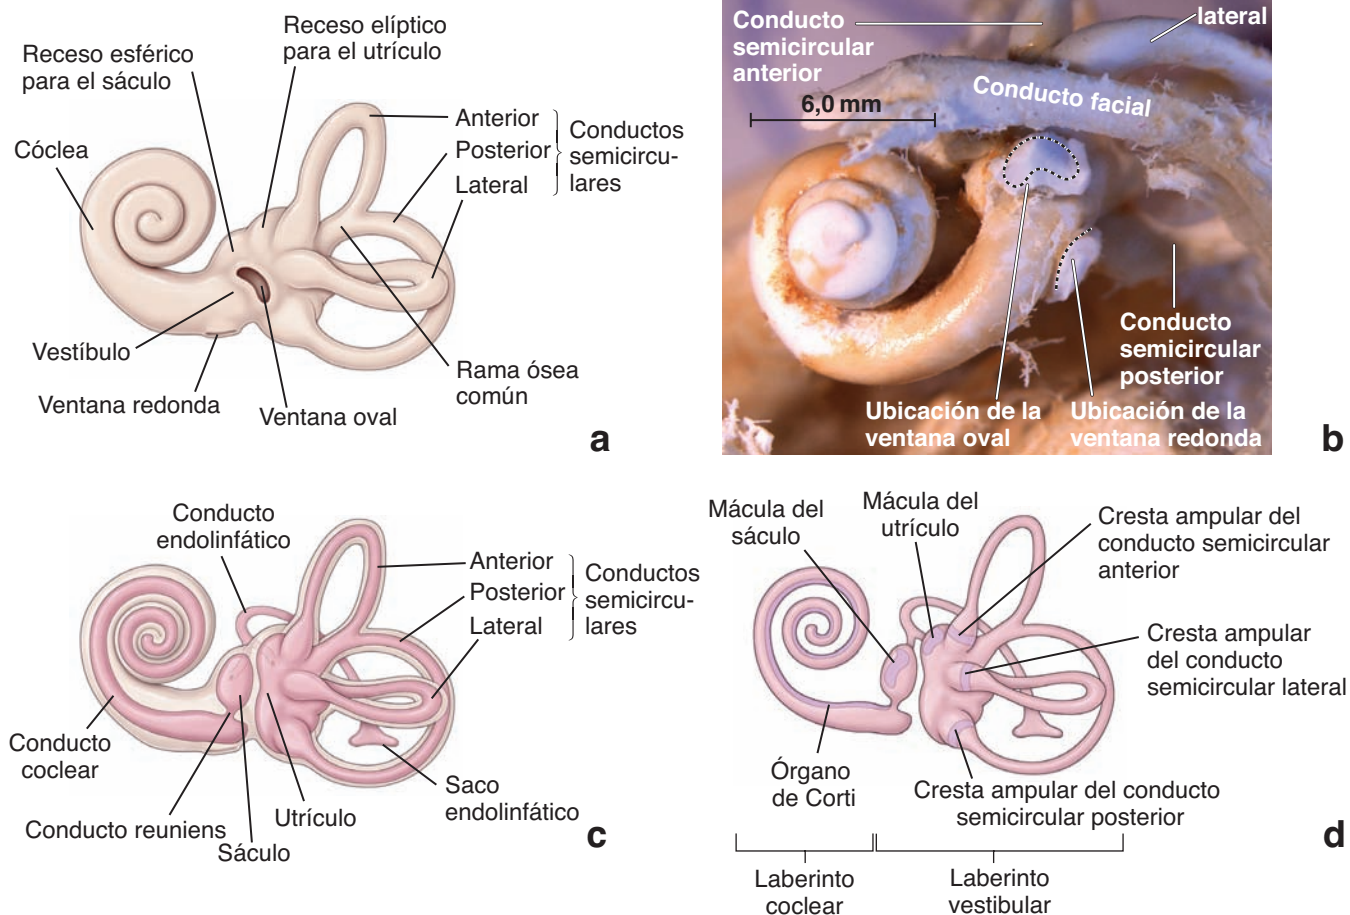 Receso esférico
para el sáculo
Receso elíptico
para el utrículo
Cóclea
Anterior
Posterior
Lateral
Conductos
semicircu-
lares
Vestíbulo
Ventana redonda
Ventana oval
Rama ósea
común
a
Conducto
semicircular
anterior
lateral
6,0 mm
Conducto facial
Conducto
semicircular
posterior
Ubicación de la
ventana oval
Ubicación de la
ventana redonda
b
Conducto
endolinfático
Anterior
Posterior
Lateral
Conductos
semicircu-
lares
Conducto
coclear
Conducto reuniens
Sáculo
Utrículo
Saco
endolinfático
c
Mácula del
sáculo
Mácula del
utrículo
Cresta ampular del
conducto semicircular
anterior
Cresta ampular
del conducto
semicircular lateral
Órgano
de Corti
Cresta ampular del conducto
semicircular posterior
Laberinto
coclear
Laberinto
vestibular
d